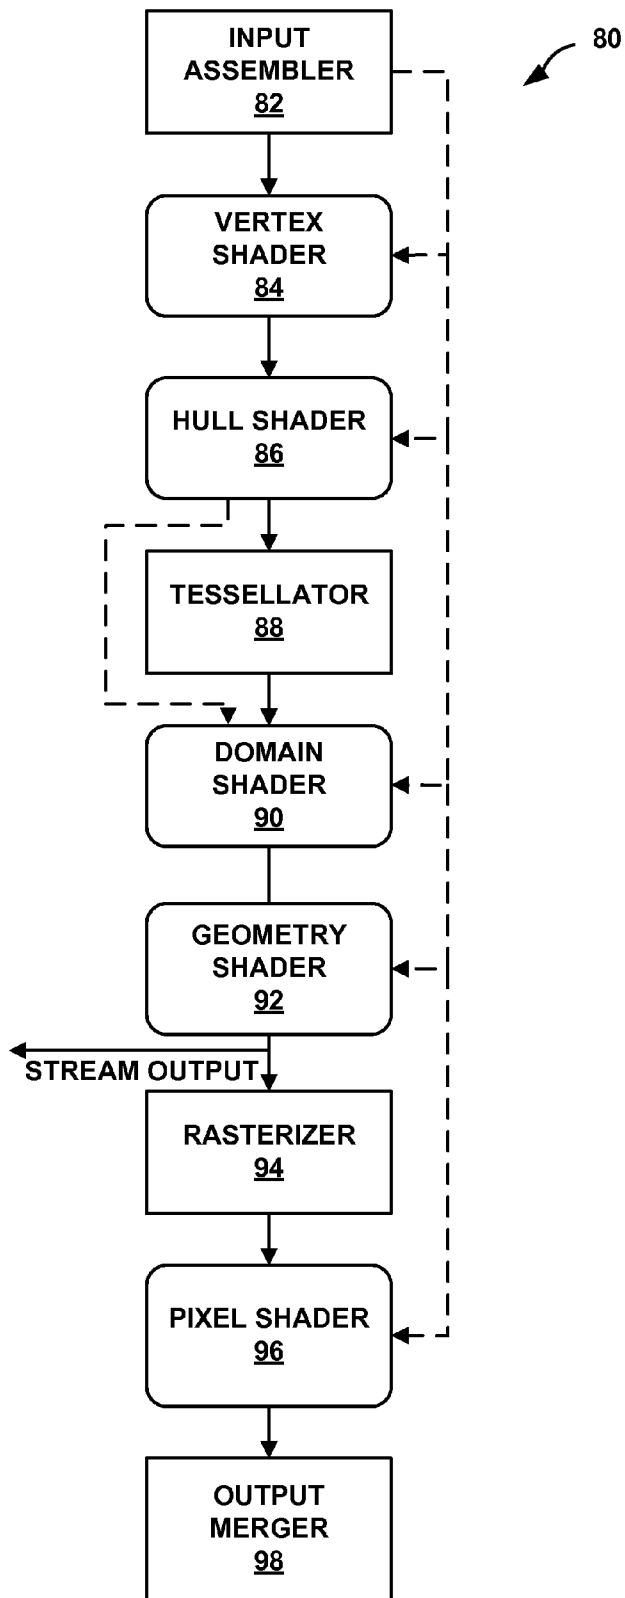 80
INPUT
ASSEMBLER
82
VERTEX
SHADER
84
HULL SHADER
86
TESSELLATOR
88
DOMAIN
SHADER
90
GEOMETRY
SHADER
92
STREAM OUTPUT
RASTERIZER
94
PIXEL SHADER
96
OUTPUT
MERGER
98